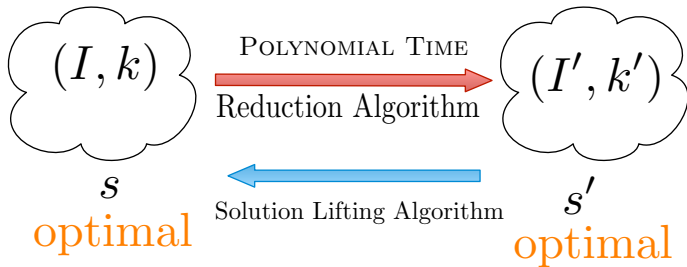 POLYNOMIAL TIME
(I, k)
(I′, k′)
Reduction Algorithm
s
Solution Lifting Algorithm
s′
optimal
optimal